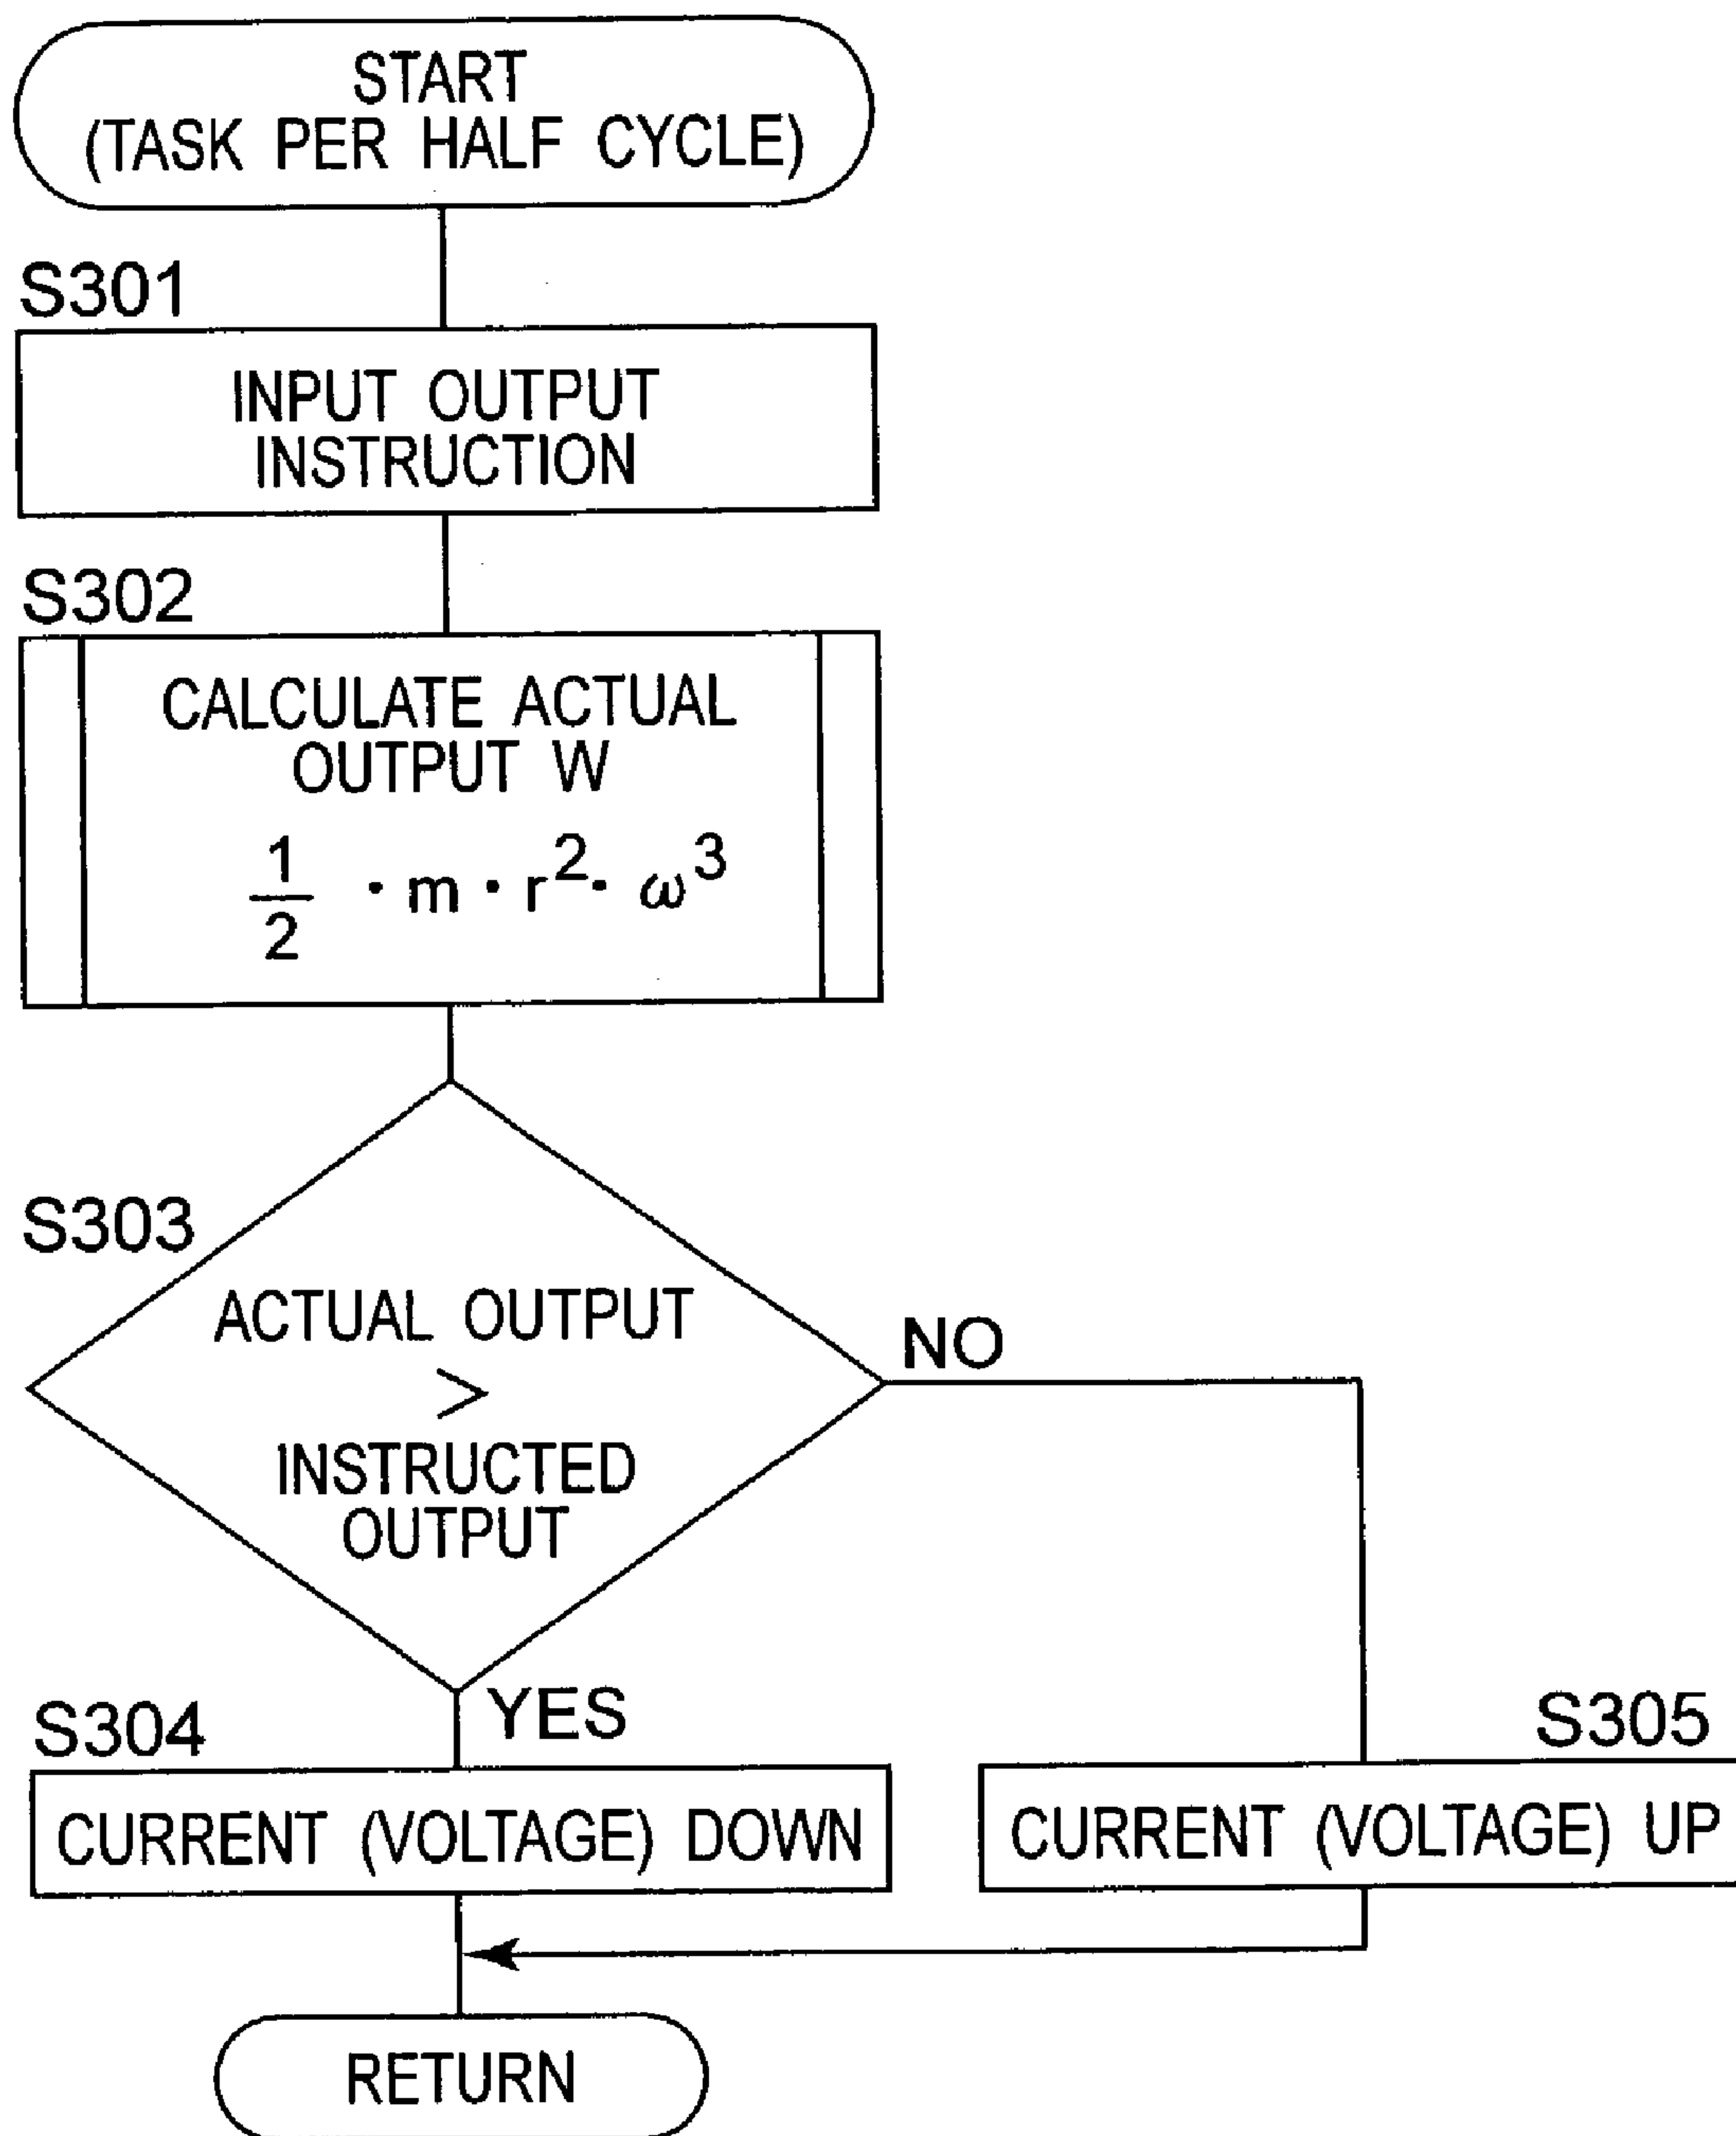 START
(TASK PER HALF CYCLE)
S301
INPUT OUTPUT
INSTRUCTION
S302
CALCULATE ACTUAL
OUTPUT W
1/2 · m · r² · ω³
S303
ACTUAL OUTPUT
>
INSTRUCTED
OUTPUT
NO
YES
S304
CURRENT (VOLTAGE) DOWN
S305
CURRENT (VOLTAGE) UP
RETURN